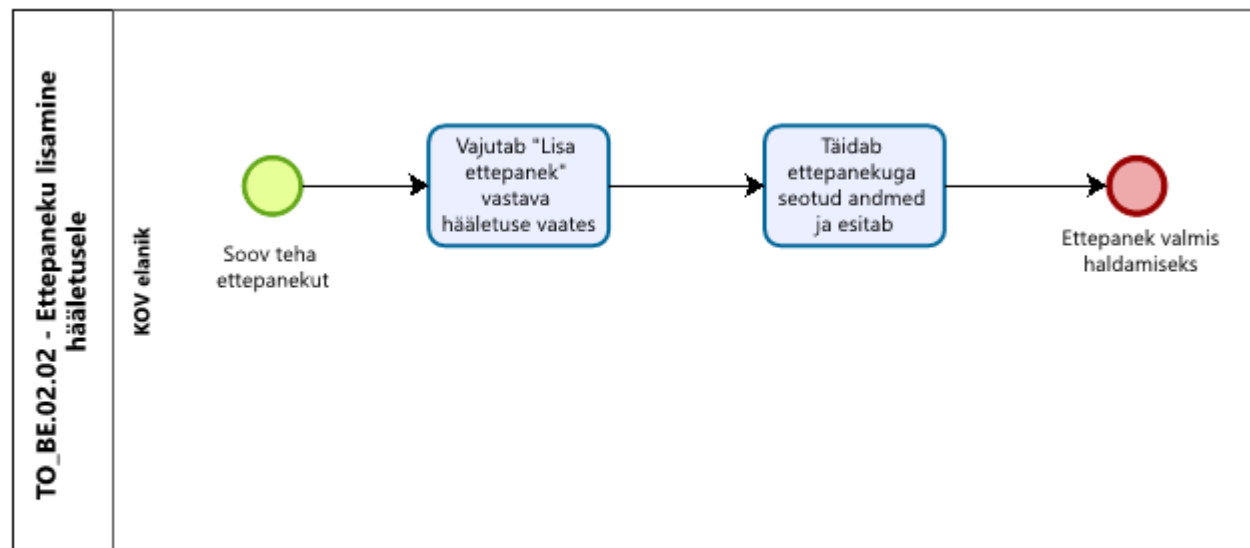 TO_BE.02.02 - Ettepaneku lisamine
hääletusele
KOV elanik
Soov teha
ettepanekut
Vajutab "Lisa
ettepanek"
vastava
hääletuse vaates
Täidab
ettepanekuga
seotud andmed
ja esitab
Ettepanek valmis
haldamiseks